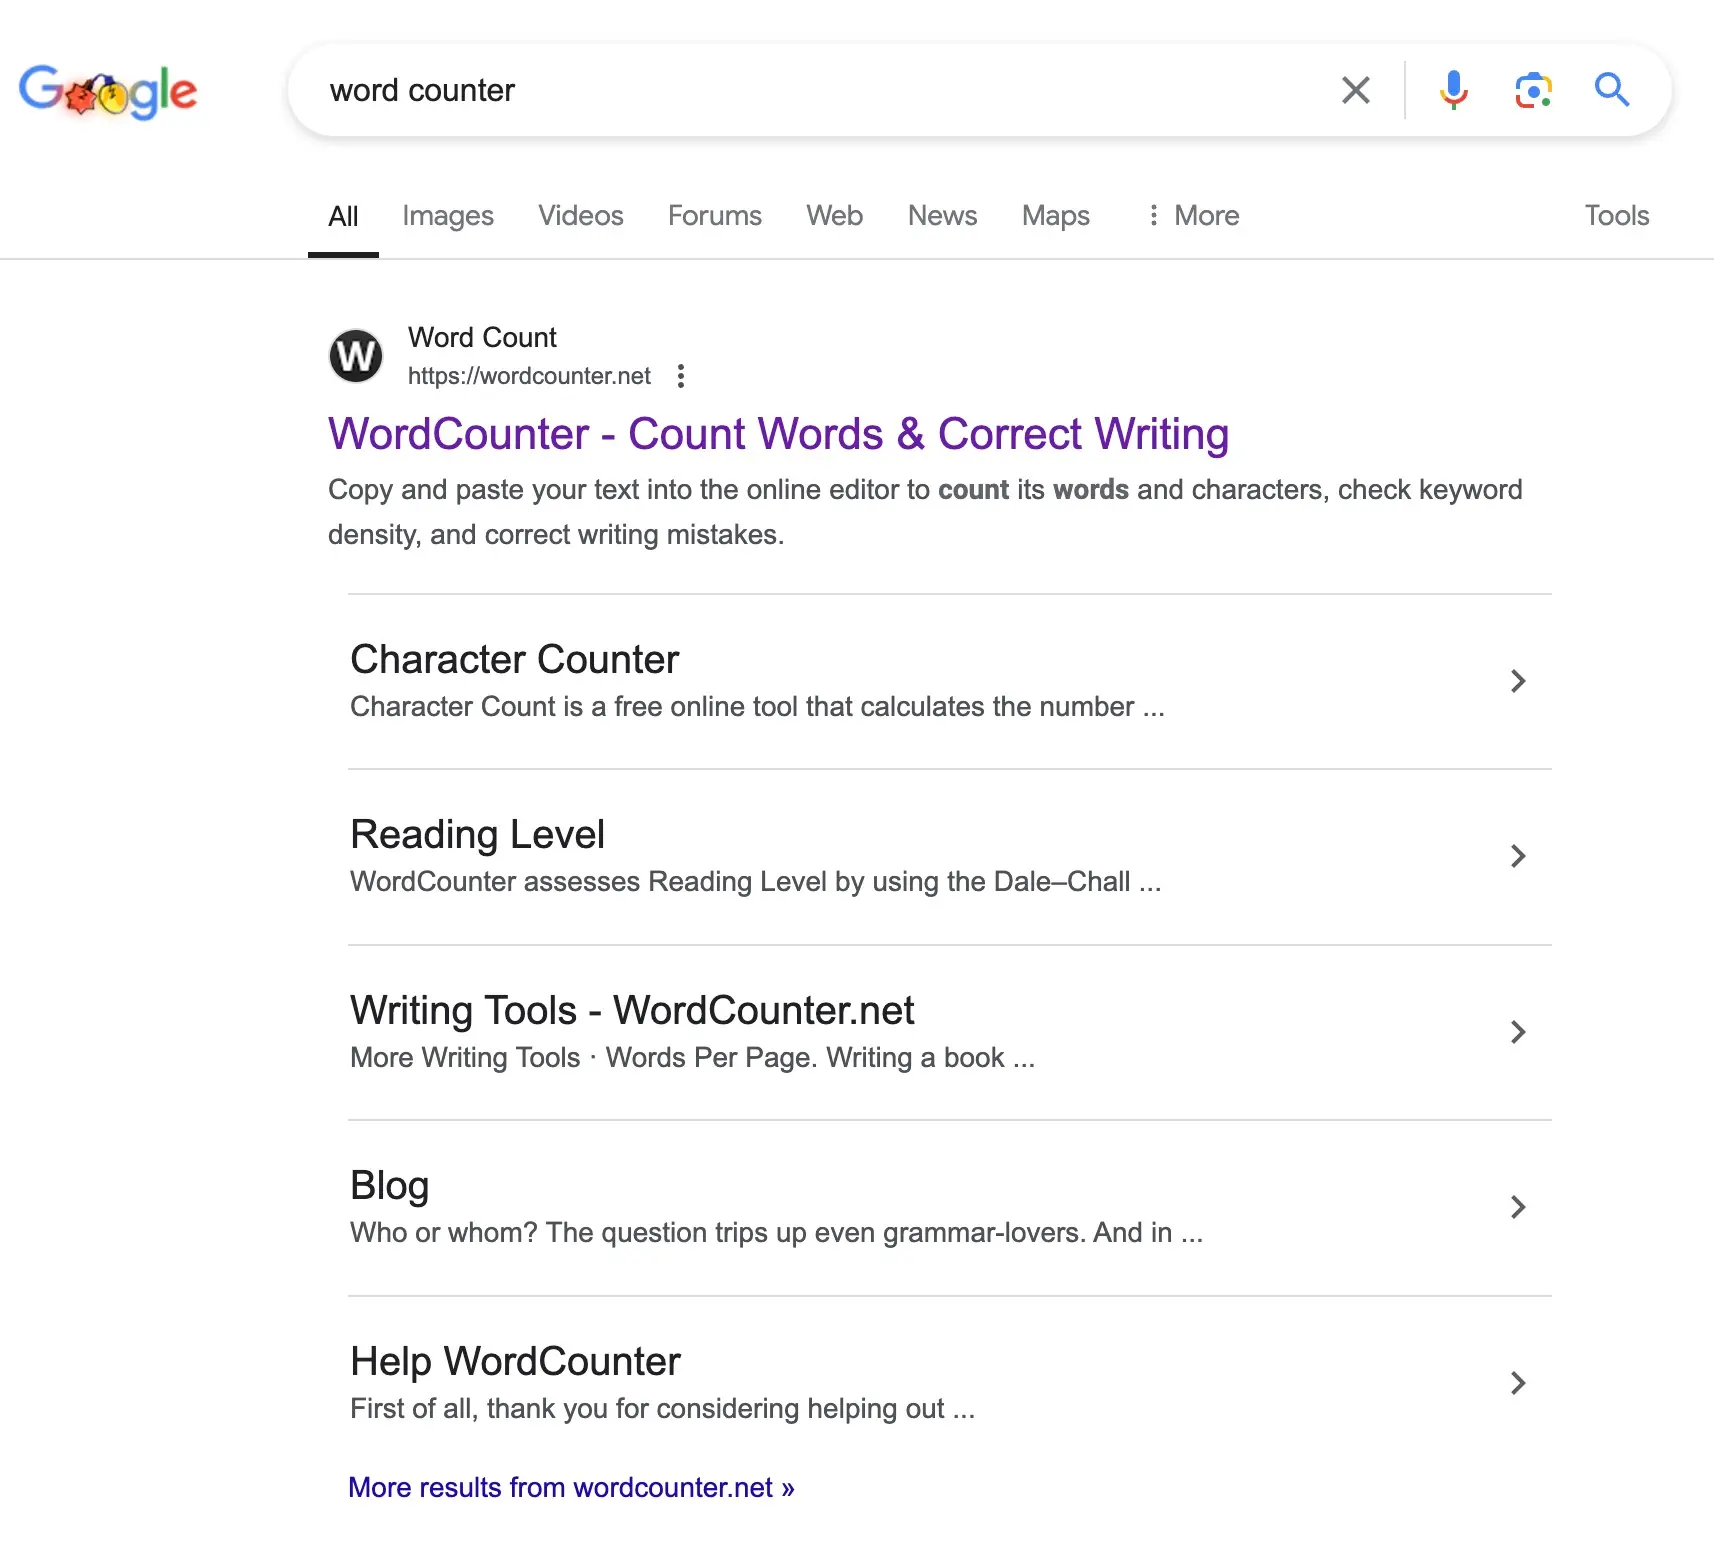 Google
word counter
All Images Videos Forums Web News Maps More Tools
W
Word Count
https://wordcounter.net
WordCounter - Count Words & Correct Writing
Copy and paste your text into the online editor to count its words and characters, check keyword
density, and correct writing mistakes.
Character Counter
Character Count is a free online tool that calculates the number ...
Reading Level
WordCounter assesses Reading Level by using the Dale–Chall ...
Writing Tools - WordCounter.net
More Writing Tools · Words Per Page. Writing a book ...
Blog
Who or whom? The question trips up even grammar-lovers. And in ...
Help WordCounter
First of all, thank you for considering helping out ...
More results from wordcounter.net »